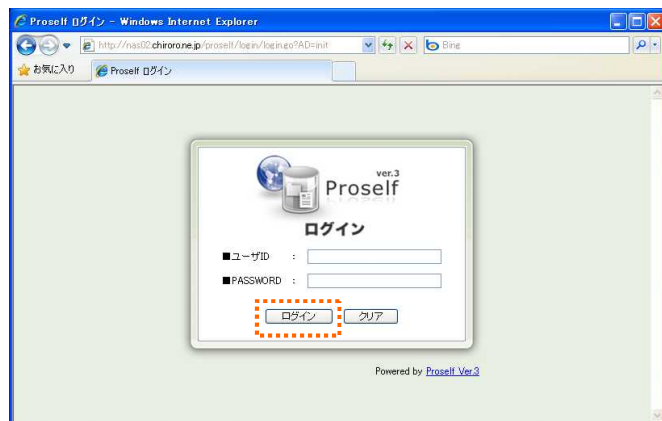 Proself ログイン - Windows Internet Explorer
http://nas02.chiroro.ne.jp/proself/login/login.go?AD=init
Bing
お気に入り
Proself ログイン
ver.3
Proself
ログイン
■ユーザID :
■PASSWORD :
ログイン クリア
Powered by Proself Ver.3